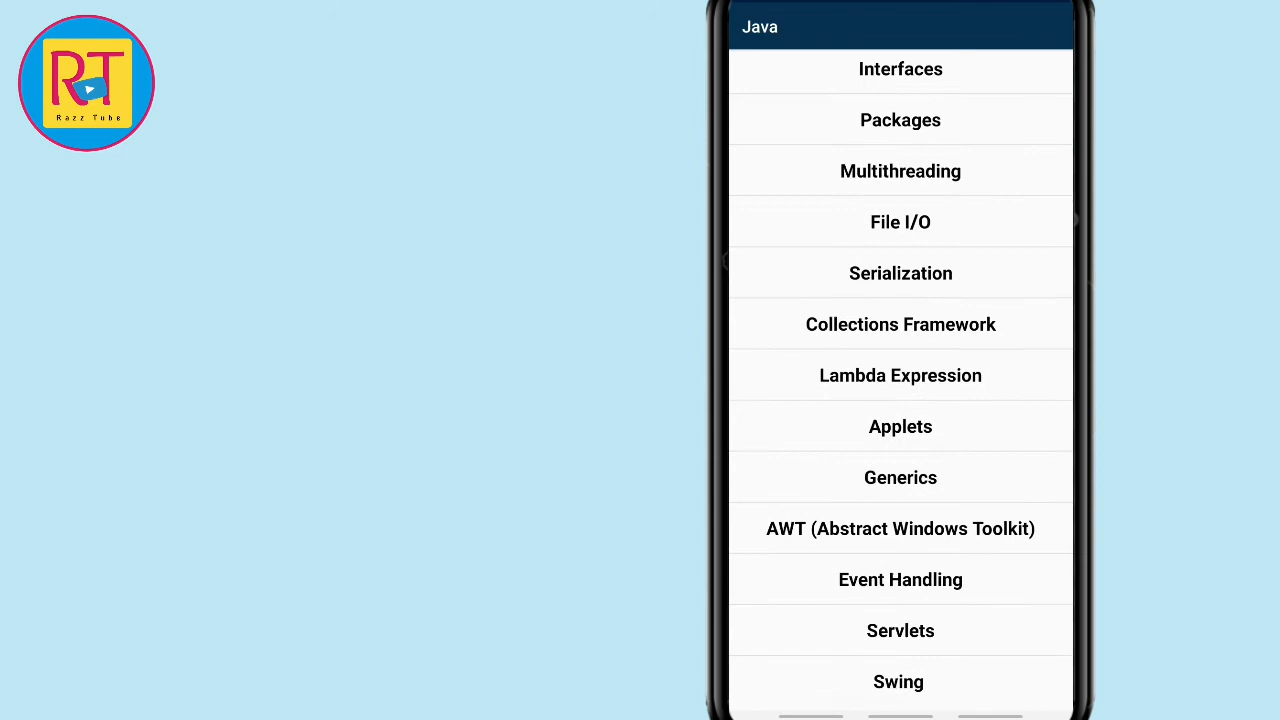 RT
Razz Tube
Java
Interfaces
Packages
Multithreading
File I/O
Serialization
Collections Framework
Lambda Expression
Applets
Generics
AWT (Abstract Windows Toolkit)
Event Handling
Servlets
Swing